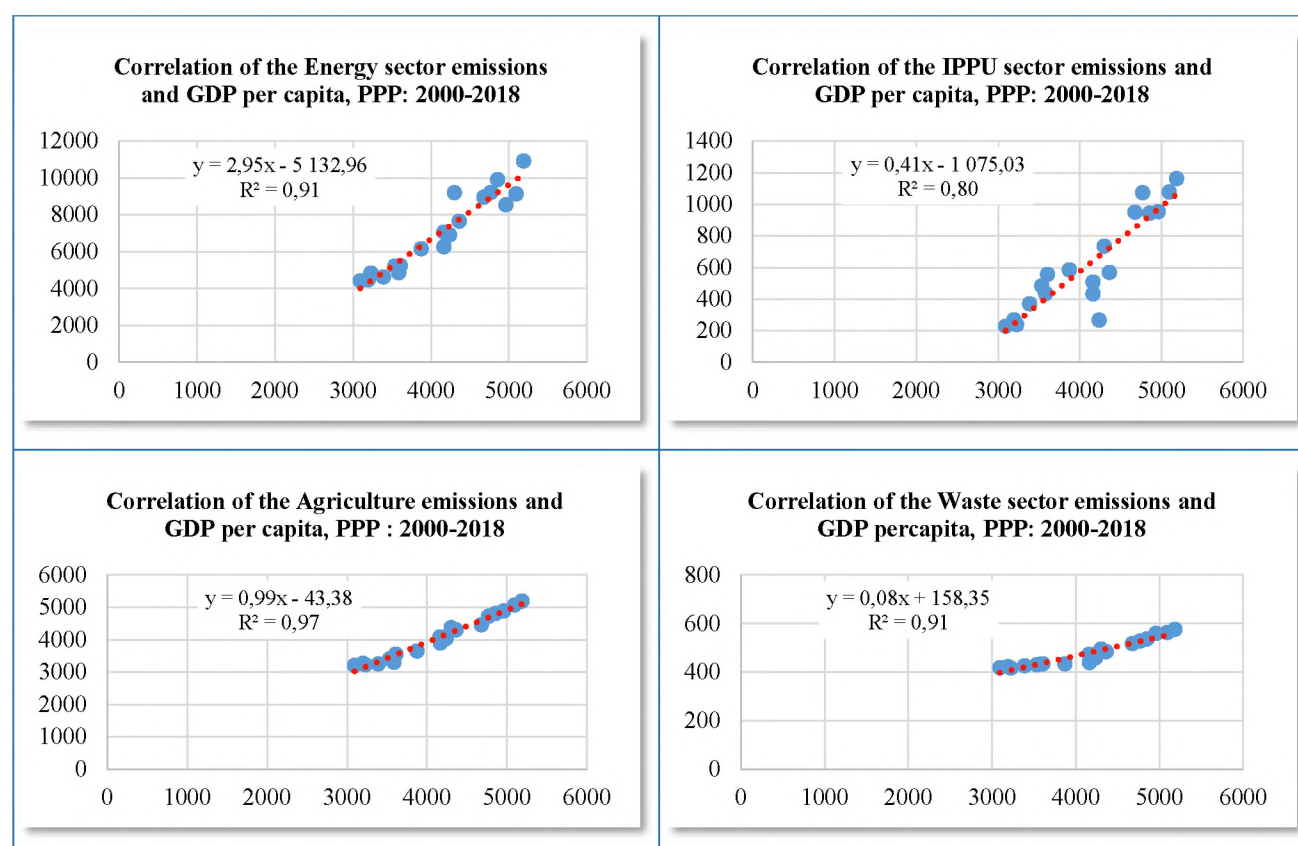 Correlation of the Energy sector emissions
and GDP per capita, PPP: 2000-2018
12000
10000
8000
6000
4000
2000
0
y = 2,95x - 5 132,96
R² = 0,91
0 1000 2000 3000 4000 5000 6000
Correlation of the IPPU sector emissions and
GDP per capita, PPP: 2000-2018
1400
1200
1000
800
600
400
200
0
y = 0,41x - 1 075,03
R² = 0,80
0 1000 2000 3000 4000 5000 6000
Correlation of the Agriculture emissions and
GDP per capita, PPP : 2000-2018
6000
5000
4000
3000
2000
1000
0
y = 0,99x - 43,38
R² = 0,97
0 1000 2000 3000 4000 5000 6000
Correlation of the Waste sector emissions and
GDP percapita, PPP: 2000-2018
800
600
400
200
0
y = 0,08x + 158,35
R² = 0,91
0 1000 2000 3000 4000 5000 6000